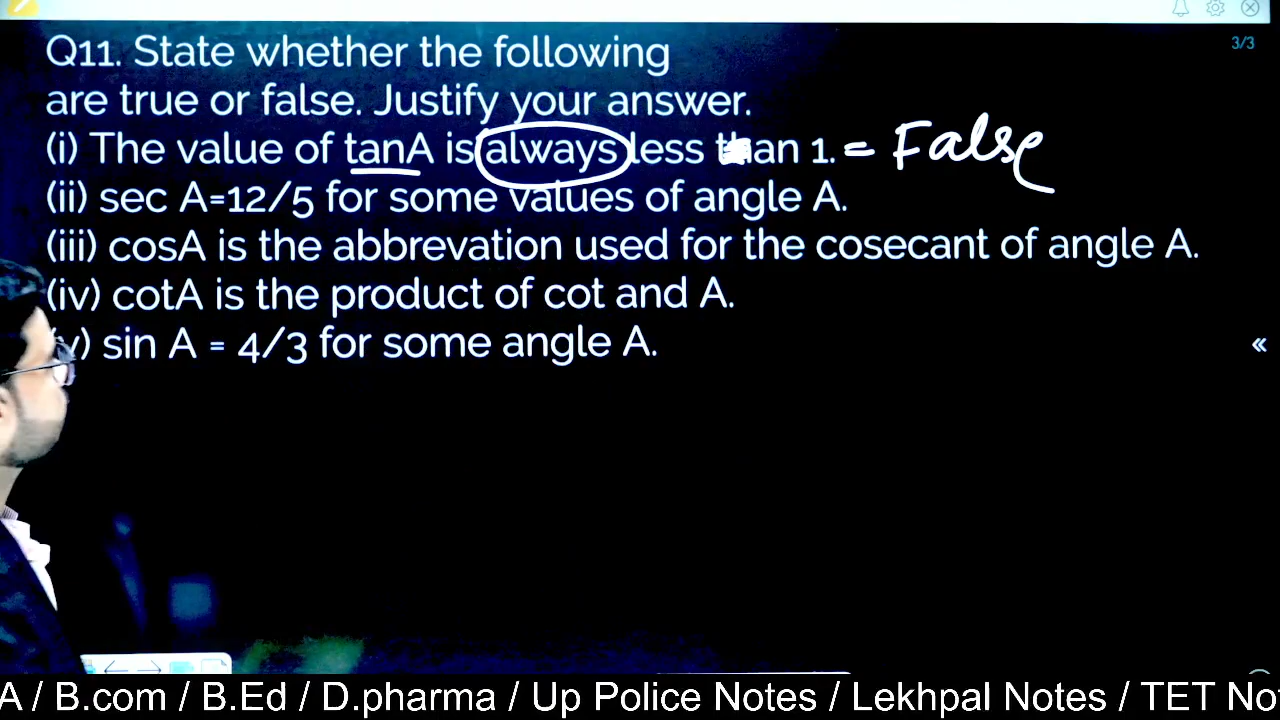 3/3
Q11. State whether the following
are true or false. Justify your answer.
(i) The value of tanA is always less than 1. = False
(ii) sec A=12/5 for some values of angle A.
(iii) cosA is the abbrevation used for the cosecant of angle A.
(iv) cotA is the product of cot and A.
(v) sin A = 4/3 for some angle A.
«
A / B.com / B.Ed / D.pharma / Up Police Notes / Lekhpal Notes / TET No